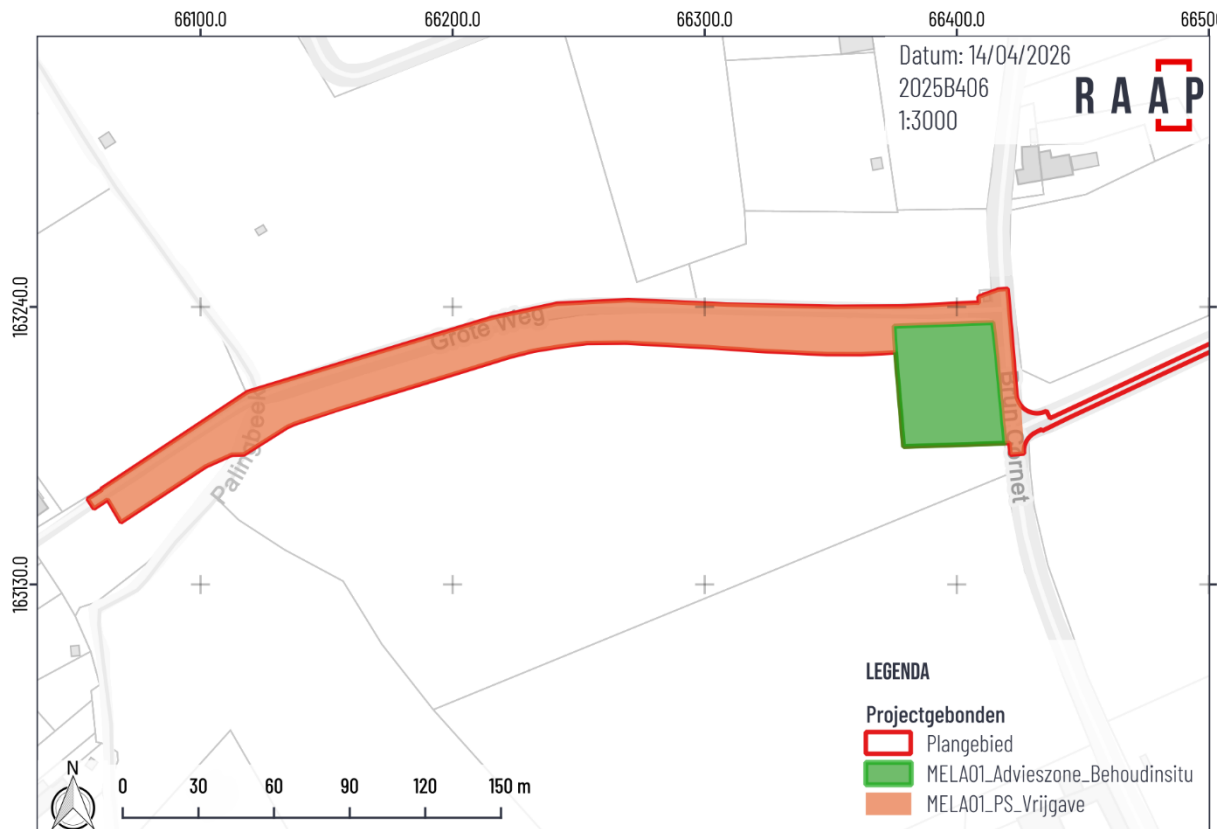 66100.0 66200.0 66300.0 66400.0 6650
Datum: 14/04/2026
2025B406
1:3000
RAAP
163240.0
Grote Weg
Palingbeek
Brun Cornet
163130.0
LEGENDA
Projectgebonden
Plangebied
MELA01_Advieszone_Behoudinsitu
MELA01_PS_Vrijgave
N
0 30 60 90 120 150 m